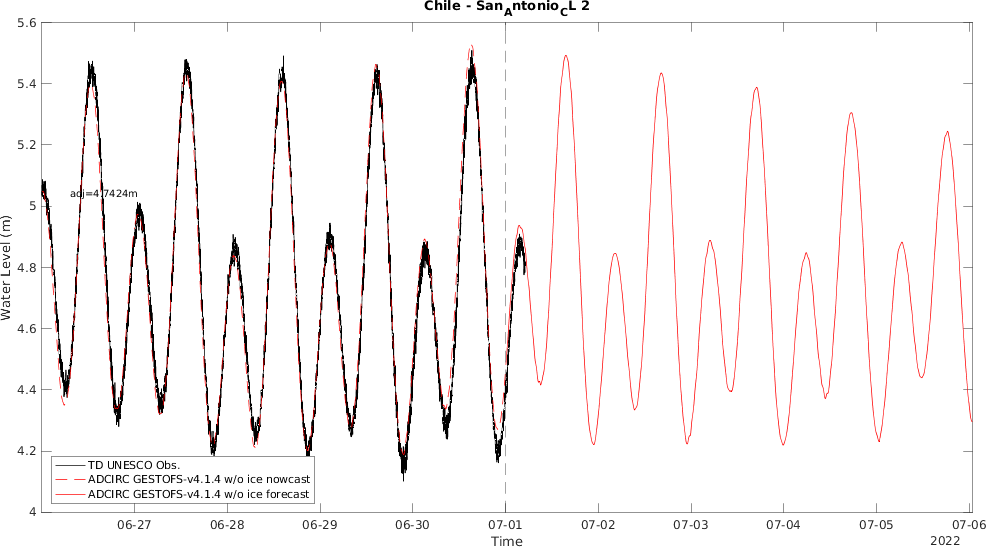 Chile - San_Antonio_CL 2
5.6
5.4
5.2
5
4.8
4.6
4.4
4.2
4
Water Level (m)
adj=4.7424m
TD UNESCO Obs.
ADCIRC GESTOFS-v4.1.4 w/o ice nowcast
ADCIRC GESTOFS-v4.1.4 w/o ice forecast
06-27 06-28 06-29 06-30 07-01 07-02 07-03 07-04 07-05 07-06
Time
2022